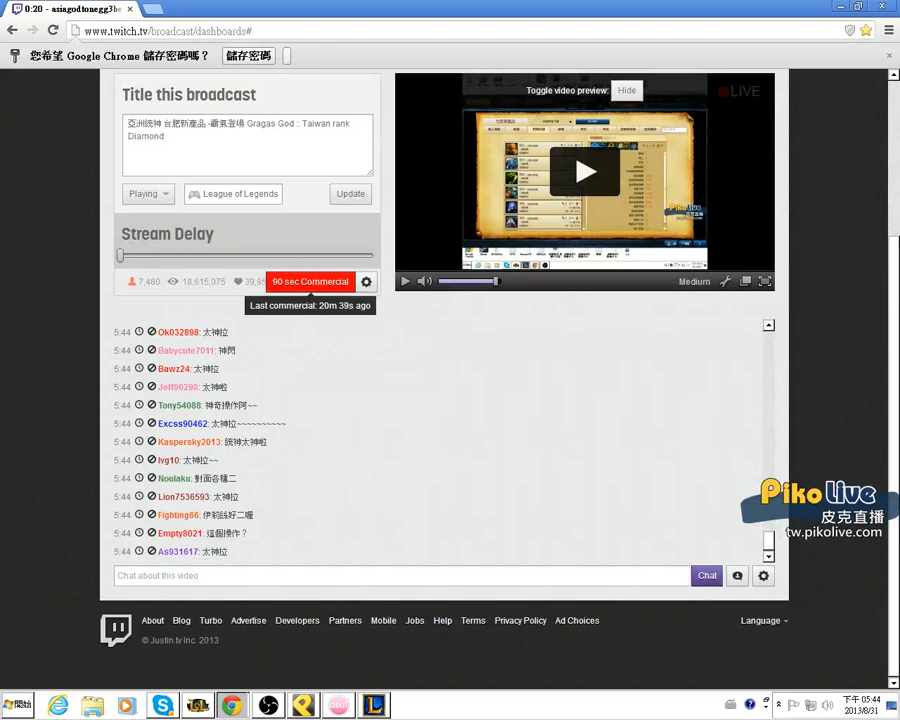 0:20 - asiagodtonegg3be
www.twitch.tv/broadcast/dashboards#
您希望 Google Chrome 儲存密碼嗎？ 儲存密碼
Title this broadcast
亞洲統神 台肥新產品 -霸氣登場 Gragas God :: Taiwan rank
Diamond
Playing League of Legends Update
Stream Delay
7,480 18,615,075 39,95 90 sec Commercial
Last commercial: 20m 39s ago
Toggle video preview: Hide
LIVE
PikoLive
Medium
5:44 Ok032898: 太神拉
5:44 Babycute7011: 神閃
5:44 Bawz24: 太神拉
5:44 Jeff90298: 太神啦
5:44 Tony54088: 神奇操作阿~~
5:44 Excss90462: 太神拉~~~~~~~~~~
5:44 Kaspersky2013: 統神太神啦
5:44 Ivg10: 太神拉~~
5:44 Noulaku: 對面各種二
5:44 Lion7536593: 太神拉
5:44 Fighting66: 伊莉絲好二喔
5:44 Empty8021: 這個操作？
5:44 As931617: 太神拉
PikoLive
皮克直播
tw.pikolive.com
Chat about this video Chat
About Blog Turbo Advertise Developers Partners Mobile Jobs Help Terms Privacy Policy Ad Choices Language
© Justin.tv Inc. 2013
開始
osu!
下午 05:44
2013/8/31